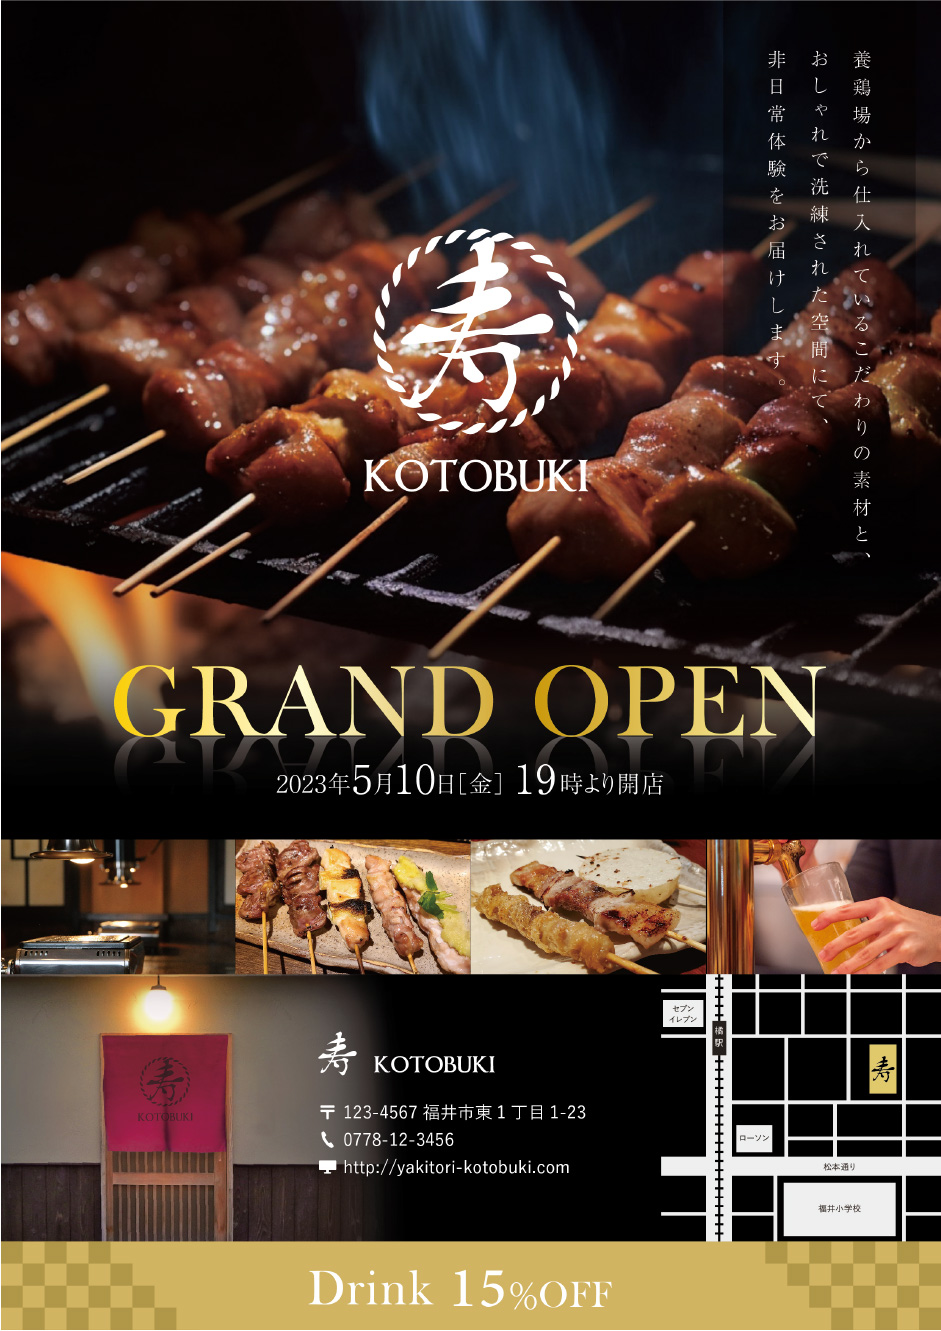 養鶏場から仕入れているこだわりの素材と、
おしゃれで洗練された空間にて、
非日常体験をお届けします。
寿
KOTOBUKI
GRAND OPEN
2023年5月10日[金] 19時より開店
寿
KOTOBUKI
寿 KOTOBUKI
〒 123-4567 福井市東1丁目1-23
0778-12-3456
http://yakitori-kotobuki.com
セブン
イレブン
橘駅
寿
ローソン
松本通り
福井小学校
Drink 15%OFF